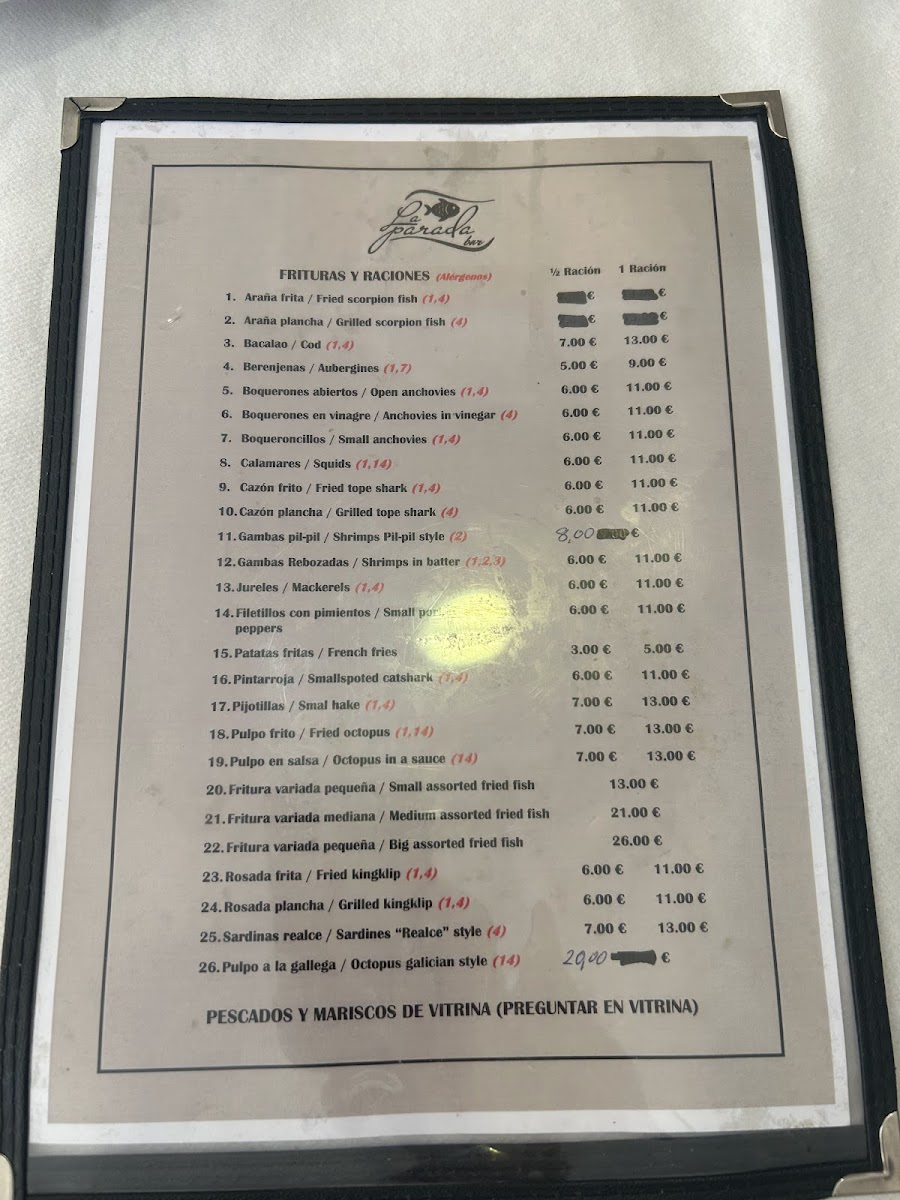 La
parada
bar
FRITURAS Y RACIONES (Alérgenos) ½ Ración 1 Ración
1. Araña frita / Fried scorpion fish (1,4) € €
2. Araña plancha / Grilled scorpion fish (4) € €
3. Bacalao / Cod (1,4) 7.00 € 13.00 €
4. Berenjenas / Aubergines (1,7) 5.00 € 9.00 €
5. Boquerones abiertos / Open anchovies (1,4) 6.00 € 11.00 €
6. Boquerones en vinagre / Anchovies in vinegar (4) 6.00 € 11.00 €
7. Boqueroncillos / Small anchovies (1,4) 6.00 € 11.00 €
8. Calamares / Squids (1,14) 6.00 € 11.00 €
9. Cazón frito / Fried tope shark (1,4) 6.00 € 11.00 €
10. Cazón plancha / Grilled tope shark (4) 6.00 € 11.00 €
11. Gambas pil-pil / Shrimps Pil-pil style (2) 8,00 €
12. Gambas Rebozadas / Shrimps in batter (1,2,3) 6.00 € 11.00 €
13. Jureles / Mackerels (1,4) 6.00 € 11.00 €
14. Filetillos con pimientos / Small 6.00 € 11.00 €
peppers
15. Patatas fritas / French fries 3.00 € 5.00 €
16. Pintarroja / Smallspoted catshark (1,4) 6.00 € 11.00 €
17. Pijotillas / Smal hake (1,4) 7.00 € 13.00 €
18. Pulpo frito / Fried octopus (1,14) 7.00 € 13.00 €
19. Pulpo en salsa / Octopus in a sauce (14) 7.00 € 13.00 €
20. Fritura variada pequeña / Small assorted fried fish 13.00 €
21. Fritura variada mediana / Medium assorted fried fish 21.00 €
22. Fritura variada pequeña / Big assorted fried fish 26.00 €
23. Rosada frita / Fried kingklip (1,4) 6.00 € 11.00 €
24. Rosada plancha / Grilled kingklip (1,4) 6.00 € 11.00 €
25. Sardinas realce / Sardines “Realce” style (4) 7.00 € 13.00 €
26. Pulpo a la gallega / Octopus galician style (14) 20,00 €
PESCADOS Y MARISCOS DE VITRINA (PREGUNTAR EN VITRINA)